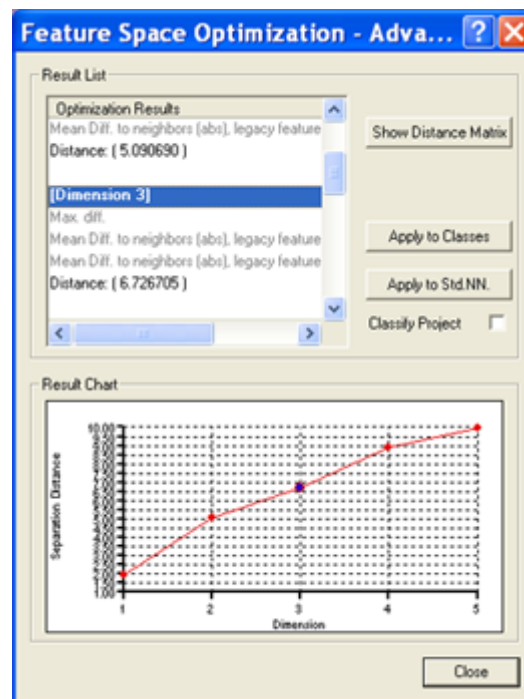 Feature Space Optimization - Adva... ?
Result List
Optimization Results
Mean Diff. to neighbors (abs), legacy feature
Distance: ( 5.090690 )
[Dimension 3]
Max. diff.
Mean Diff. to neighbors (abs), legacy feature
Mean Diff. to neighbors (abs), legacy feature
Distance: ( 6.726705 )
Show Distance Matrix
Apply to Classes
Apply to Std.NN.
Classify Project
Result Chart
Separation Distance
10.00
1.00
1 2 3 4 5
Dimension
Close